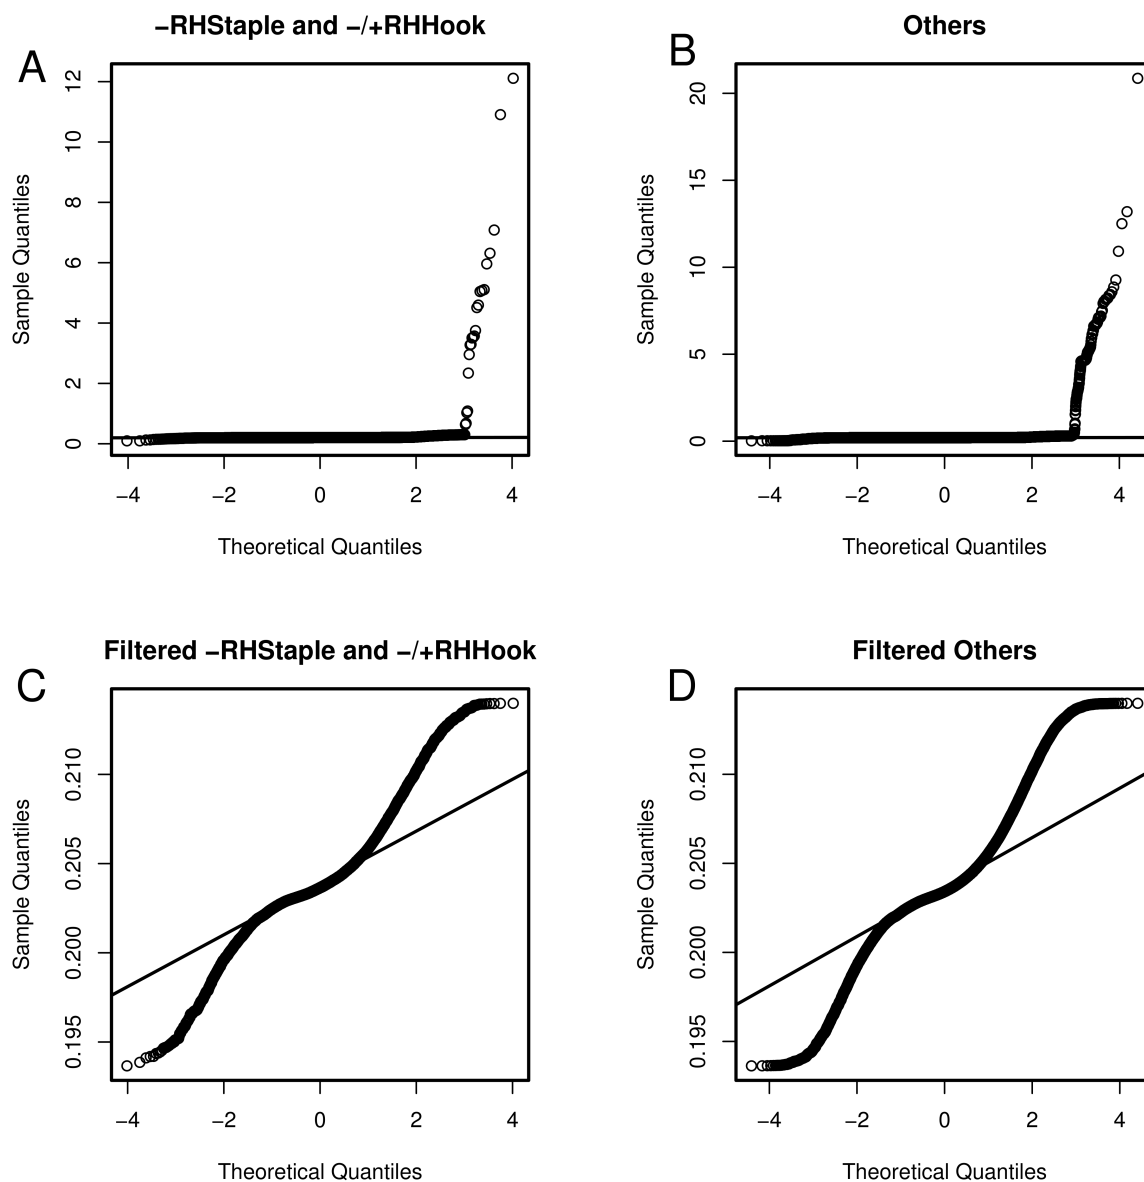 −RHStaple and −/+RHHook
A
12
10
8
6
4
2
0
Sample Quantiles
−4 −2 0 2 4
Theoretical Quantiles
Others
B
20
15
10
5
0
Sample Quantiles
−4 −2 0 2 4
Theoretical Quantiles
Filtered −RHStaple and −/+RHHook
C
0.210
0.205
0.200
0.195
Sample Quantiles
−4 −2 0 2 4
Theoretical Quantiles
Filtered Others
D
0.210
0.205
0.200
0.195
Sample Quantiles
−4 −2 0 2 4
Theoretical Quantiles